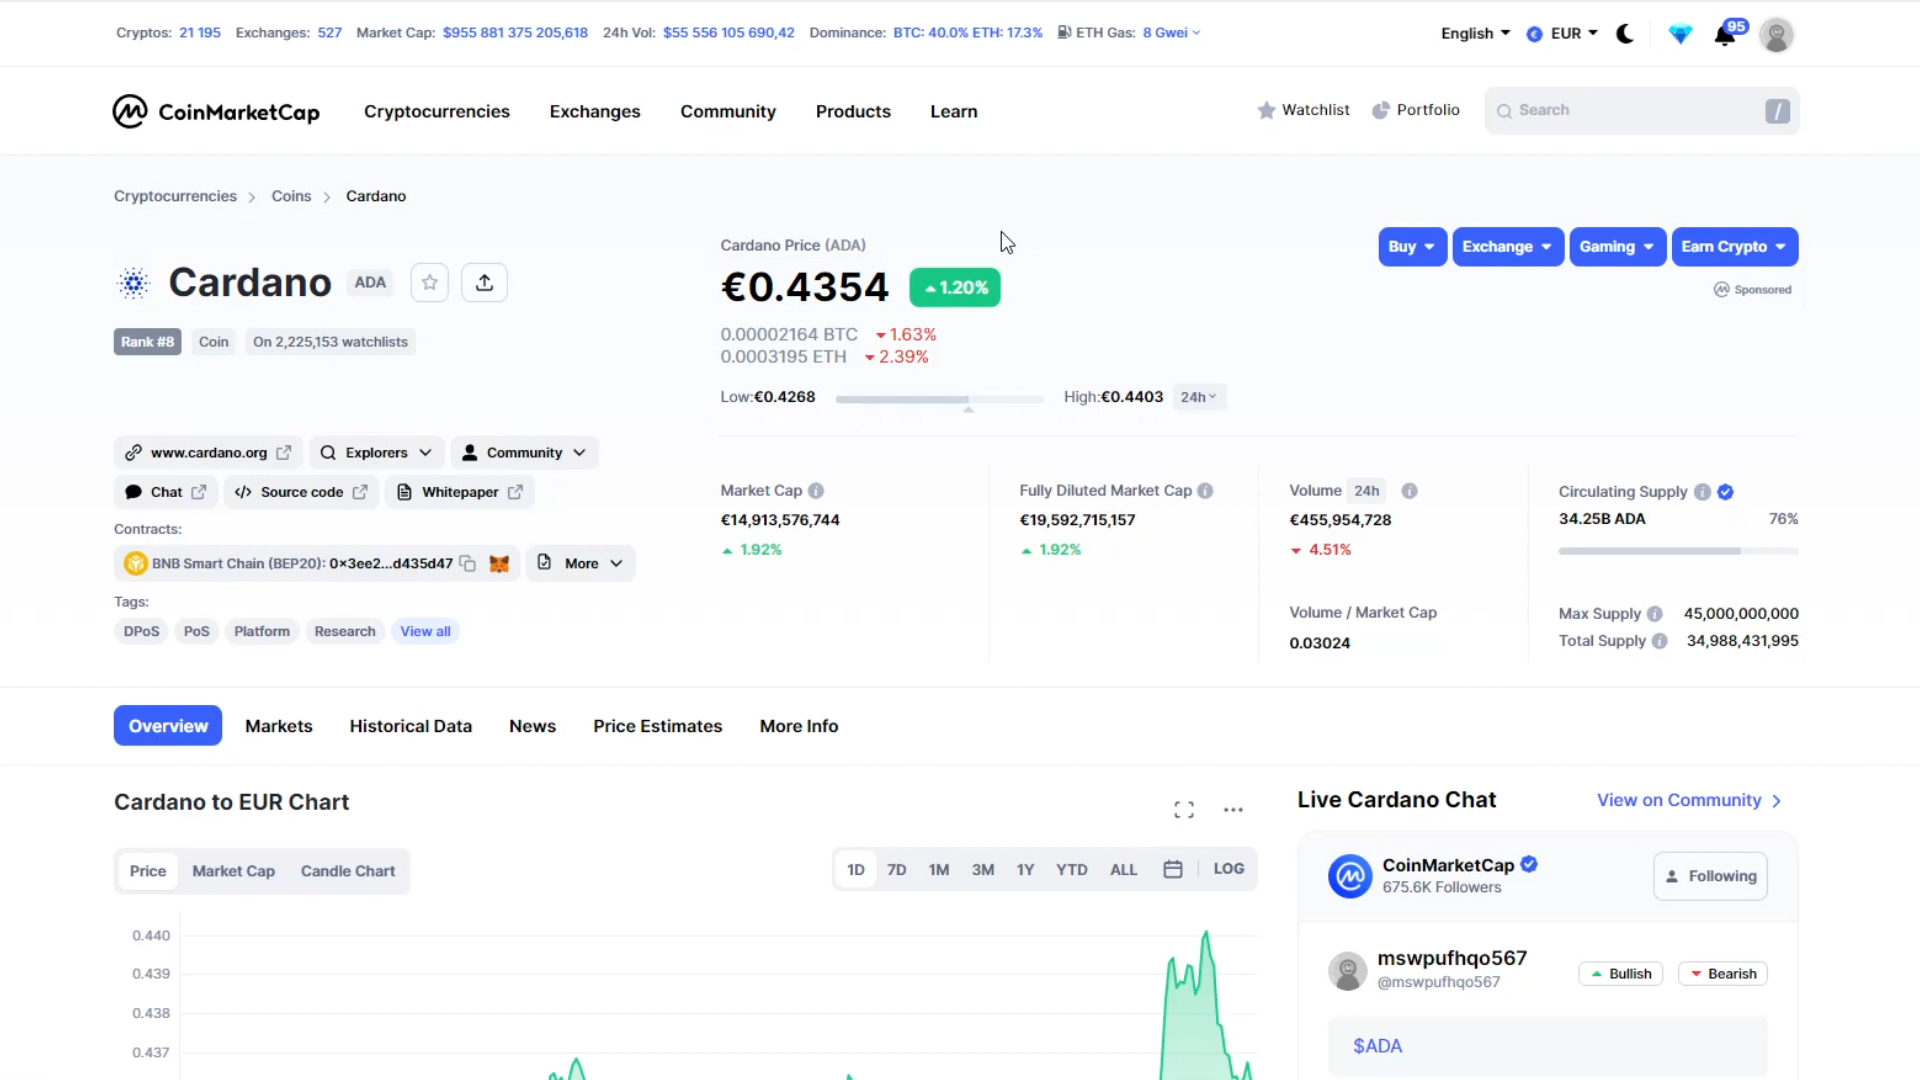 Cryptos: 21 195 Exchanges: 527 Market Cap: $955 881 375 205,618 24h Vol: $55 556 105 690,42 Dominance: BTC: 40.0% ETH: 17.3% ETH Gas: 8 Gwei
English EUR 95
CoinMarketCap Cryptocurrencies Exchanges Community Products Learn Watchlist Portfolio Search /
Cryptocurrencies > Coins > Cardano
Cardano ADA
Rank #8 Coin On 2,225,153 watchlists
www.cardano.org Explorers Community
Chat Source code Whitepaper
Contracts:
BNB Smart Chain (BEP20): 0x3ee2...d435d47 More
Tags:
DPoS PoS Platform Research View all
Cardano Price (ADA)
€0.4354 1.20%
0.00002164 BTC 1.63%
0.0003195 ETH 2.39%
Low:€0.4268 High:€0.4403 24h
Buy Exchange Gaming Earn Crypto
Sponsored
Market Cap
€14,913,576,744
1.92%
Fully Diluted Market Cap
€19,592,715,157
1.92%
Volume 24h
€455,954,728
4.51%
Volume / Market Cap
0.03024
Circulating Supply
34.25B ADA 76%
Max Supply 45,000,000,000
Total Supply 34,988,431,995
Overview Markets Historical Data News Price Estimates More Info
Cardano to EUR Chart
Price Market Cap Candle Chart 1D 7D 1M 3M 1Y YTD ALL LOG
0.440
0.439
0.438
0.437
Live Cardano Chat View on Community >
CoinMarketCap
675.6K Followers
Following
mswpufhqo567
@mswpufhqo567
Bullish Bearish
$ADA